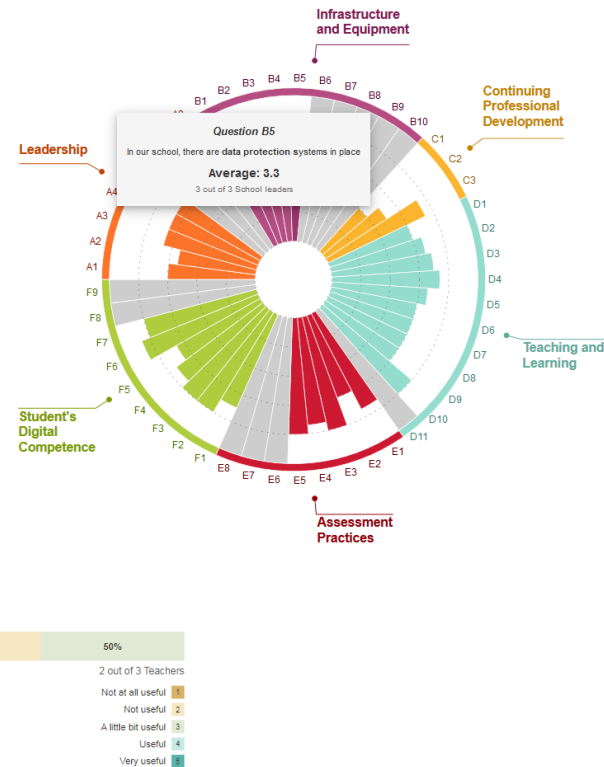 Infrastructure
and Equipment
B1
B2
B3
B4
B5
B6
B7
B8
B9
B10
Continuing
Professional
Development
C1
C2
C3
Question B5
In our school, there are data protection systems in place
Average: 3.3
3 out of 3 School leaders
Leadership
A4
A3
A2
A1
D1
D2
D3
D4
D5
D6
D7
D8
D9
D10
D11
Teaching and
Learning
F9
F8
F7
F6
F5
F4
F3
F2
F1
Student's
Digital
Competence
E8
E7
E6
E5
E4
E3
E2
E1
Assessment
Practices
50%
2 out of 3 Teachers
Not at all useful 1
Not useful 2
A little bit useful 3
Useful 4
Very useful 5